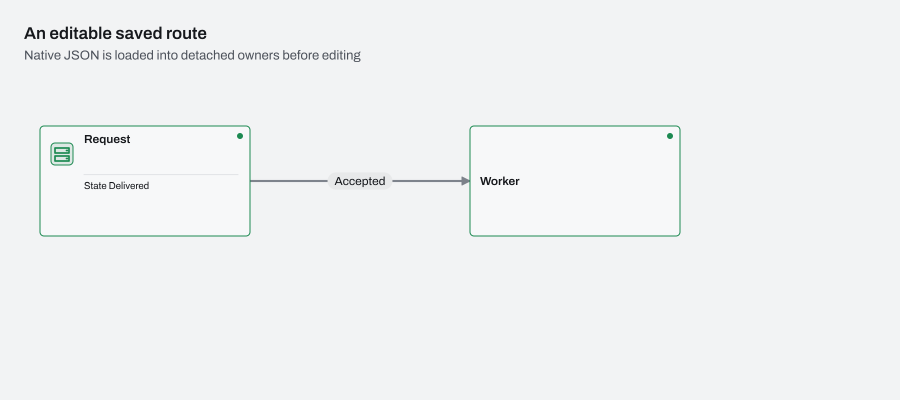 An editable saved route
Native JSON is loaded into detached owners before editing
Request
State Delivered
Accepted
Worker